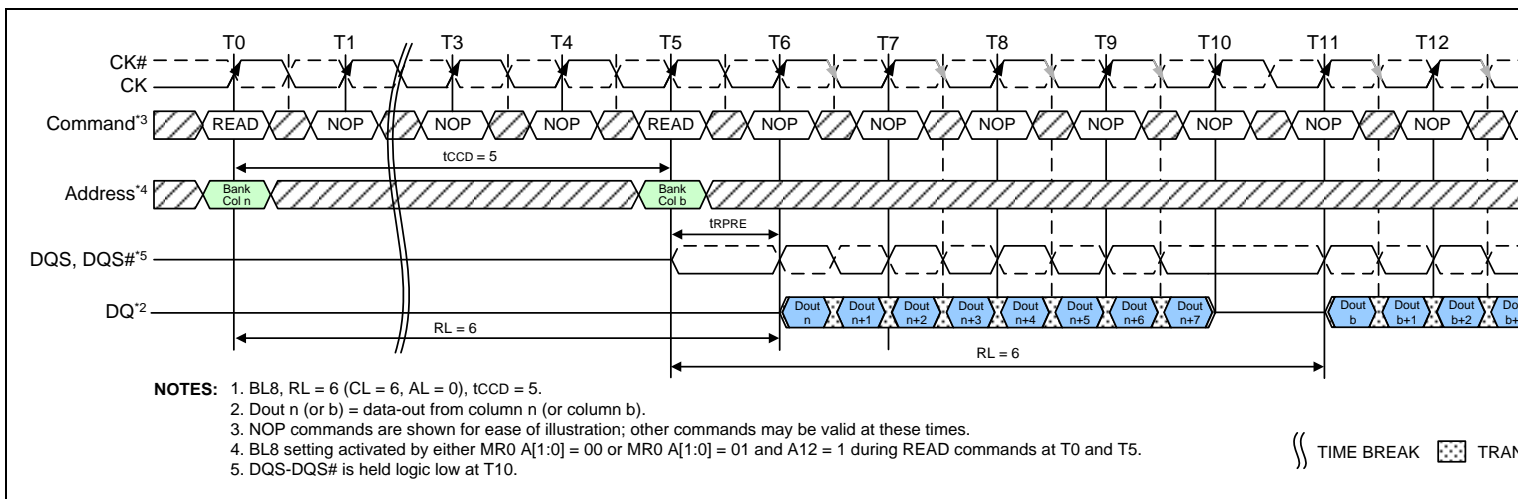 T0 T1 T3 T4 T5 T6 T7 T8 T9 T10 T11 T12
CK#
CK
Command*3 READ NOP NOP NOP READ NOP NOP NOP NOP NOP NOP NOP
tCCD = 5
Address*4 Bank Col n Bank Col b
tRPRE
DQS, DQS#*5
DQ*2 Dout n Dout n+1 Dout n+2 Dout n+3 Dout n+4 Dout n+5 Dout n+6 Dout n+7 Dout b Dout b+1 Dout b+2
RL = 6
RL = 6
NOTES: 1. BL8, RL = 6 (CL = 6, AL = 0), tCCD = 5.
2. Dout n (or b) = data-out from column n (or column b).
3. NOP commands are shown for ease of illustration; other commands may be valid at these times.
4. BL8 setting activated by either MR0 A[1:0] = 00 or MR0 A[1:0] = 01 and A12 = 1 during READ commands at T0 and T5.
5. DQS-DQS# is held logic low at T10.
TIME BREAK TRAN